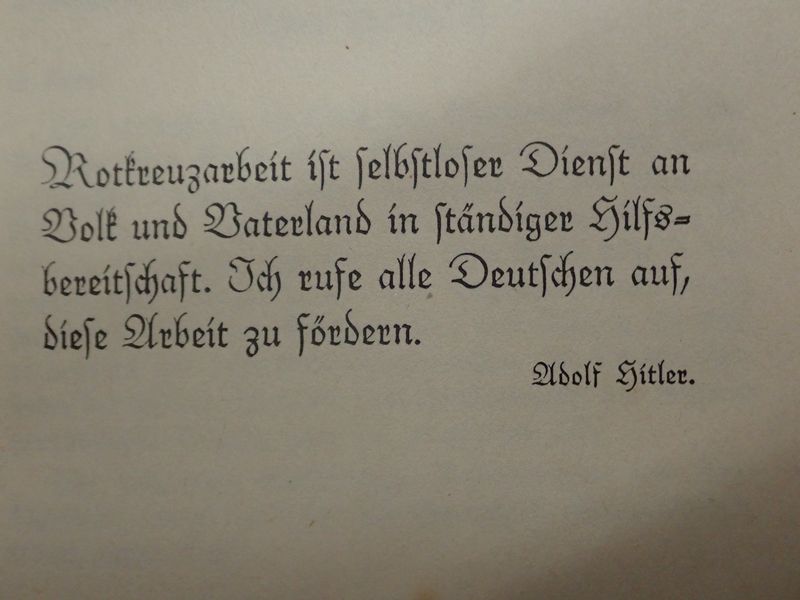 Rotkreuzarbeit ist selbstloser Dienst an
Volk und Vaterland in ständiger Hilfs-
bereitschaft. Ich rufe alle Deutschen auf,
diese Arbeit zu fördern.
Adolf Hitler.